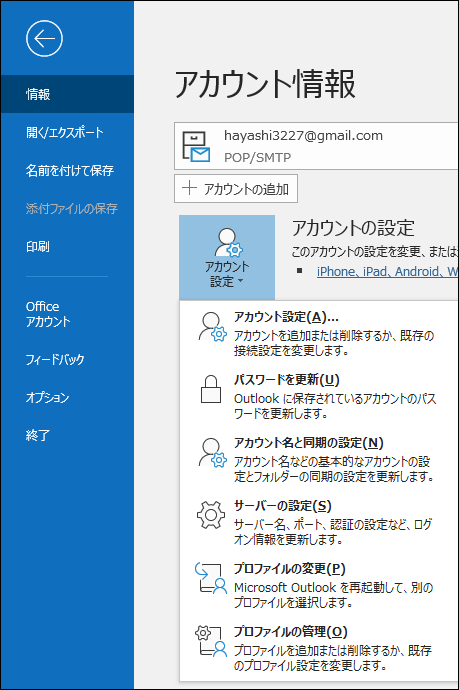 情報
開く/エクスポート
名前を付けて保存
添付ファイルの保存
印刷
Office
アカウント
フィードバック
オプション
終了
アカウント情報
hayashi3227@gmail.com
POP/SMTP
アカウントの追加
アカウント
設定
アカウントの設定
このアカウントの設定を変更、または
iPhone、iPad、Android、W
アカウント設定(A)...
アカウントを追加または削除するか、既存の
接続設定を変更します。
パスワードを更新(U)
Outlook に保存されているアカウントのパス
ワードを更新します。
アカウント名と同期の設定(N)
アカウント名などの基本的なアカウントの設
定とフォルダーの同期の設定を更新します。
サーバーの設定(S)
サーバー名、ポート、認証の設定など、ログ
オン情報を更新します。
プロファイルの変更(P)
Microsoft Outlook を再起動して、別の
プロファイルを選択します。
プロファイルの管理(O)
プロファイルを追加または削除するか、既存
のプロファイル設定を変更します。